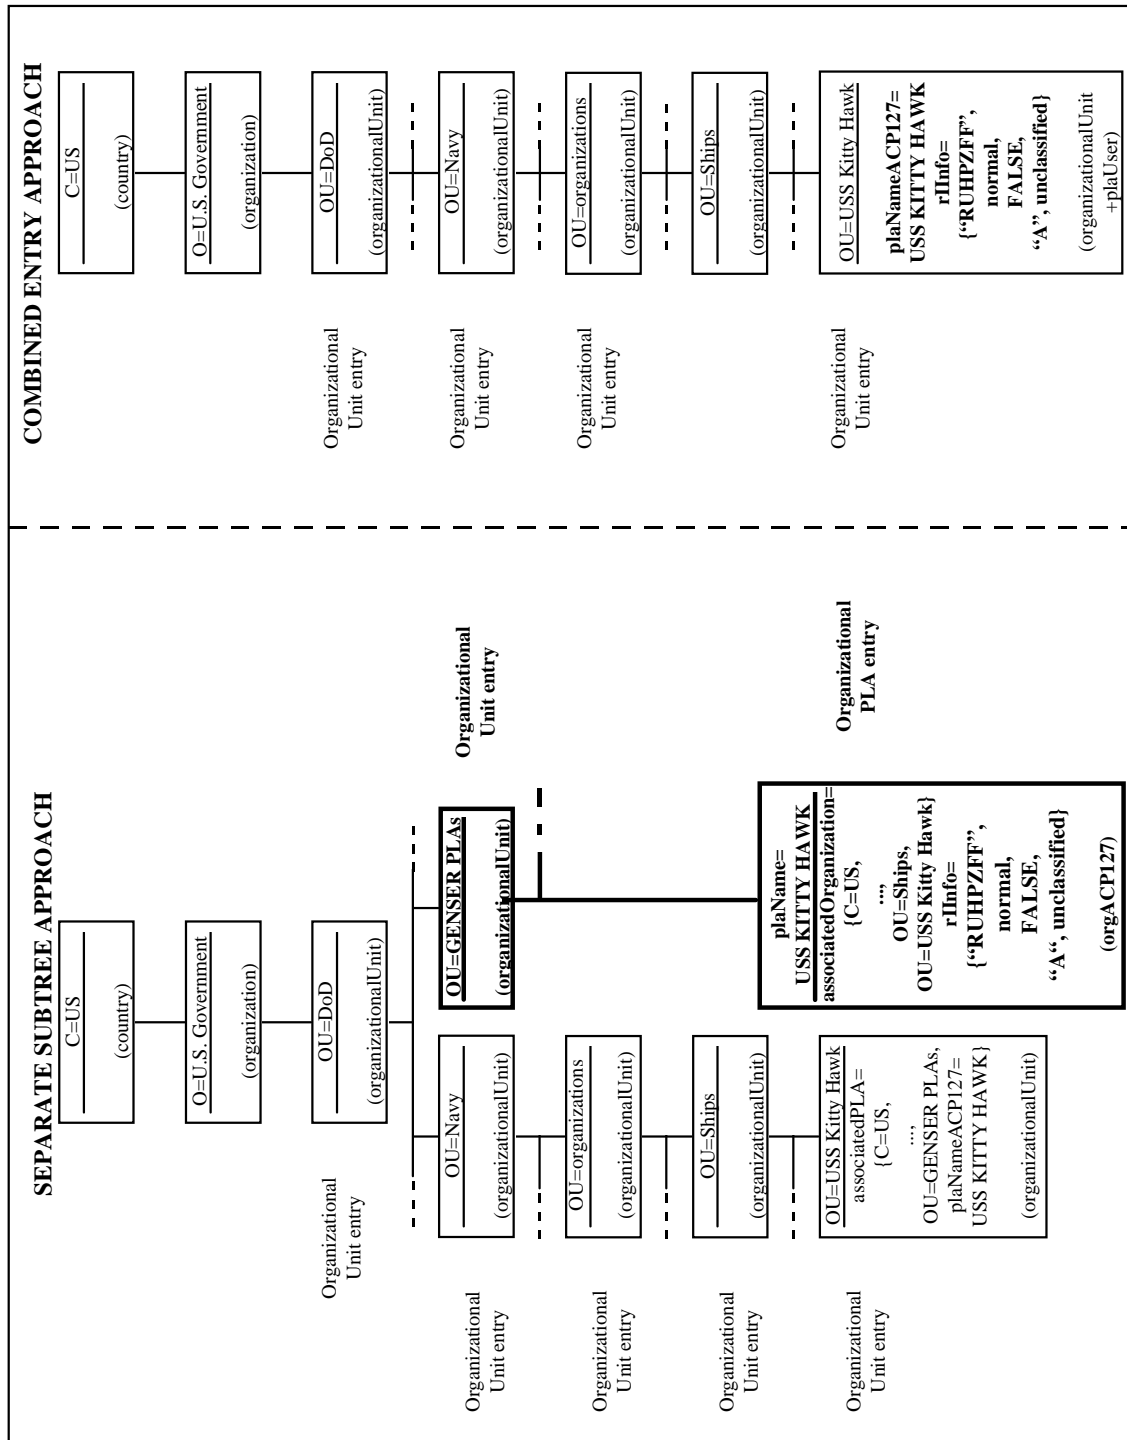 SEPARATE SUBTREE APPROACH
C=US
(country)
O=U.S. Government
(organization)
OU=DoD
(organizationalUnit)
Organizational
Unit entry
OU=Navy
(organizationalUnit)
Organizational
Unit entry
OU=organizations
(organizationalUnit)
Organizational
Unit entry
OU=Ships
(organizationalUnit)
Organizational
Unit entry
OU=USS Kitty Hawk
associatedPLA=
{C=US,
...,
OU=GENSER PLAs,
plaNameACP127=
USS KITTY HAWK}
(organizationalUnit)
Organizational
Unit entry
OU=GENSER PLAs
(organizationalUnit)
Organizational
Unit entry
plaName=
USS KITTY HAWK
associatedOrganization=
{C=US,
...,
OU=Ships,
OU=USS Kitty Hawk}
rIInfo=
{“RUHPZFF”,
normal,
FALSE,
“A“, unclassified}
(orgACP127)
Organizational
PLA entry
COMBINED ENTRY APPROACH
C=US
(country)
O=U.S. Government
(organization)
OU=DoD
(organizationalUnit)
Organizational
Unit entry
OU=Navy
(organizationalUnit)
Organizational
Unit entry
OU=organizations
(organizationalUnit)
Organizational
Unit entry
OU=Ships
(organizationalUnit)
OU=USS Kitty Hawk
plaNameACP127=
USS KITTY HAWK
rIInfo=
{“RUHPZFF”,
normal,
FALSE,
“A”, unclassified}
(organizationalUnit
+plaUser)
Organizational
Unit entry